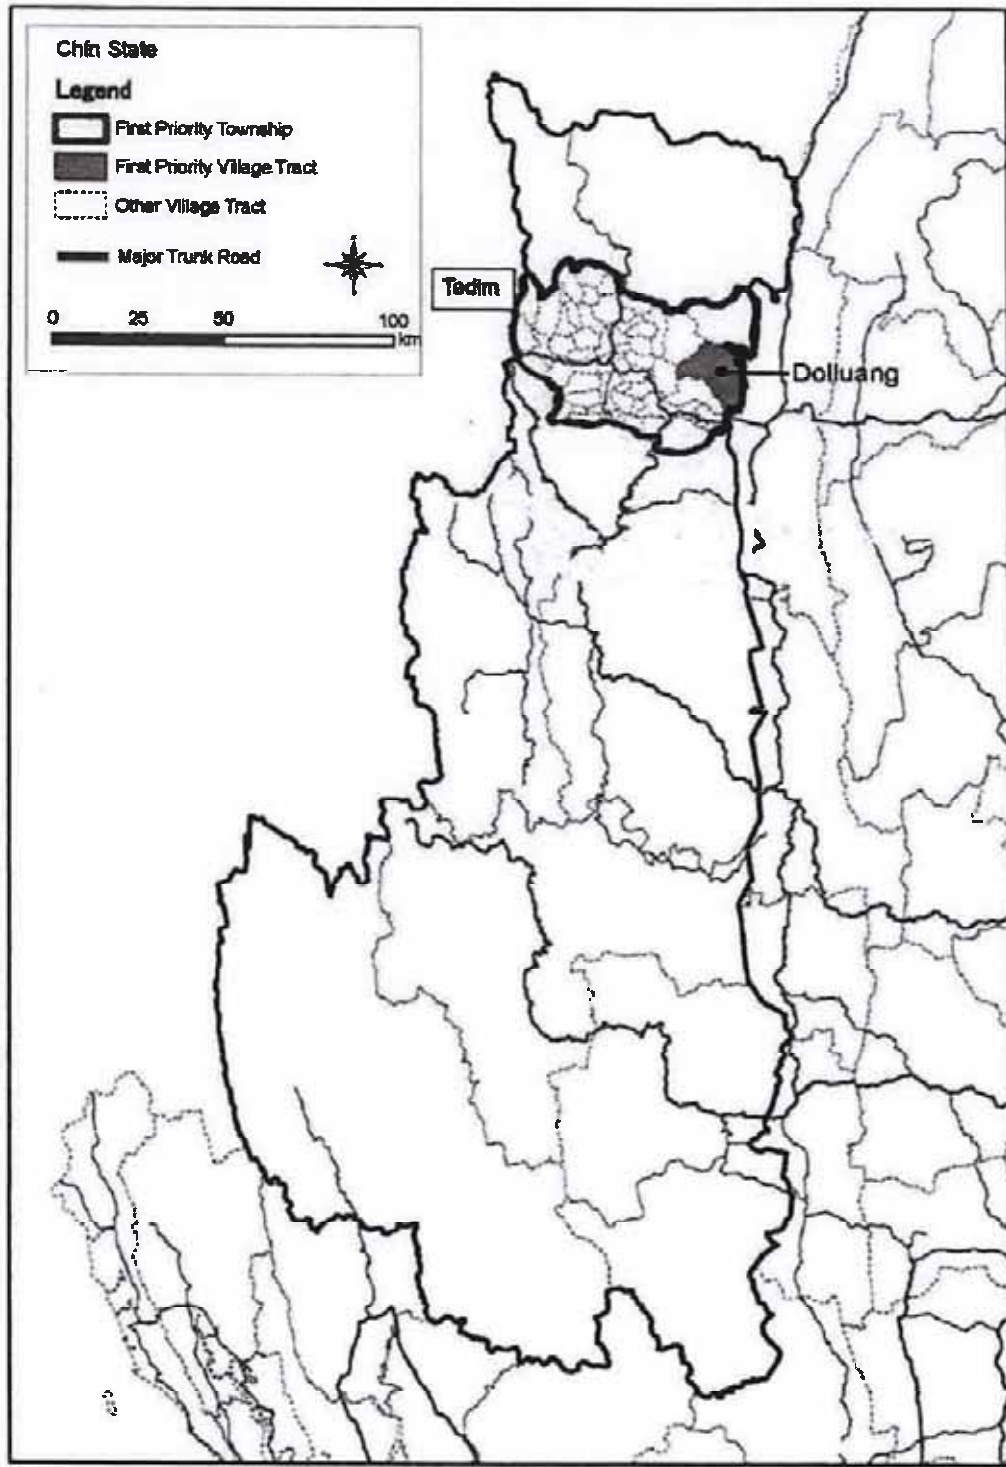 Chin State
Legend
First Priority Township
First Priority Village Tract
Other Village Tract
Major Trunk Road
0 25 50 100
km
Tedim
Dolluang